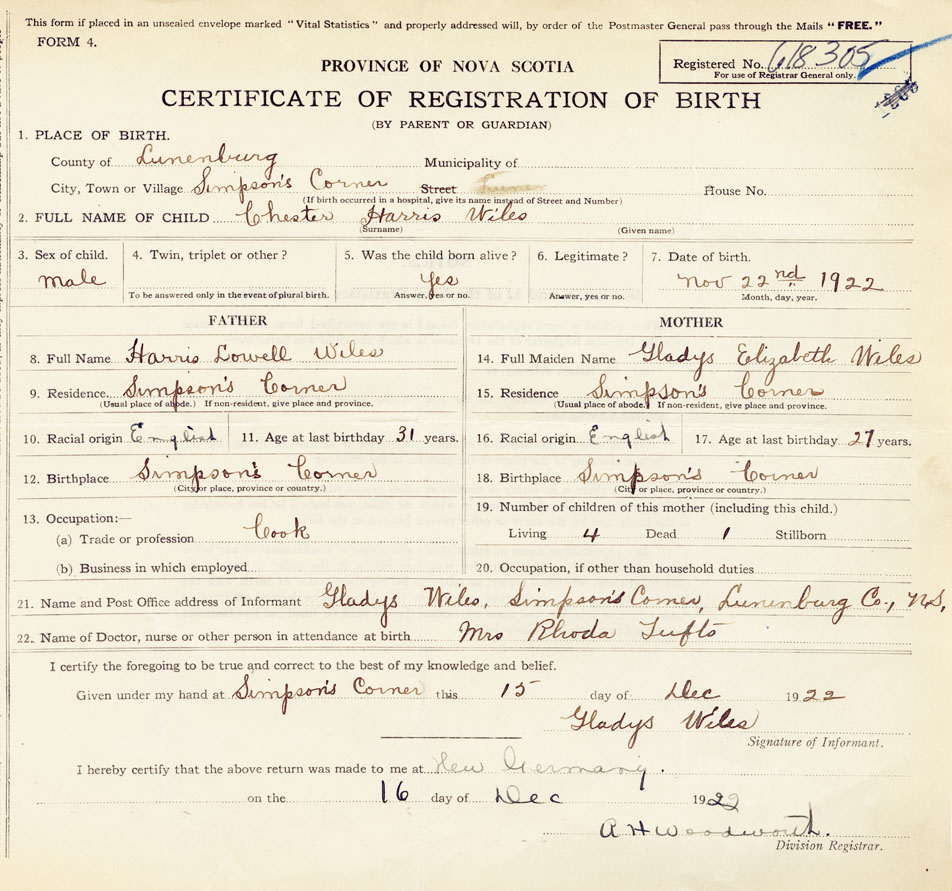 This form if placed in an unsealed envelope marked "Vital Statistics" and properly addressed will, by order of the Postmaster General pass through the Mails "FREE."
FORM 4.
Registered No. 618305
For use of Registrar General only.
PROVINCE OF NOVA SCOTIA
CERTIFICATE OF REGISTRATION OF BIRTH
(BY PARENT OR GUARDIAN)
1. PLACE OF BIRTH.
County of Lunenburg Municipality of
City, Town or Village Simpson's Corner Street House No.
(If birth occurred in a hospital, give its name instead of Street and Number)
2. FULL NAME OF CHILD Chester Harris Wiles
(Surname) (Given name)
3. Sex of child. 4. Twin, triplet or other? 5. Was the child born alive? 6. Legitimate? 7. Date of birth.
male Yes Nov 22nd 1922
To be answered only in the event of plural birth. Answer, yes or no. Answer, yes or no. Month, day, year.
FATHER MOTHER
8. Full Name Harris Lowell Wiles 14. Full Maiden Name Gladys Elizabeth Wiles
9. Residence Simpson's Corner 15. Residence Simpson's Corner
(Usual place of abode.) If non-resident, give place and province. (Usual place of abode.) If non-resident, give place and province.
10. Racial origin English 11. Age at last birthday 31 years. 16. Racial origin English 17. Age at last birthday 27 years.
12. Birthplace Simpson's Corner 18. Birthplace Simpson's Corner
(City or place, province or country.) (City or place, province or country.)
13. Occupation:— 19. Number of children of this mother (including this child.)
(a) Trade or profession Cook Living 4 Dead 1 Stillborn
(b) Business in which employed 20. Occupation, if other than household duties
21. Name and Post Office address of Informant Gladys Wiles, Simpson's Corner, Lunenburg Co., N.S,
22. Name of Doctor, nurse or other person in attendance at birth Mrs Rhoda Tufts
I certify the foregoing to be true and correct to the best of my knowledge and belief.
Given under my hand at Simpson's Corner this 15 day of Dec 1922
Gladys Wiles
Signature of Informant.
I hereby certify that the above return was made to me at New Germany.
on the 16 day of Dec 1922
A H Woodworth.
Division Registrar.